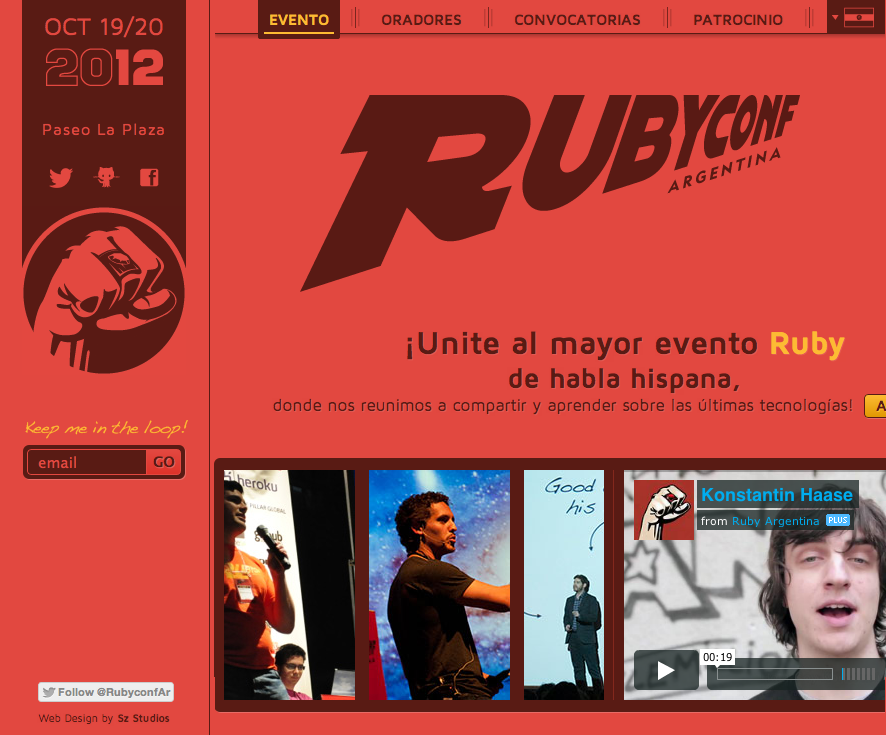 OCT 19/20
2012
Paseo La Plaza
Keep me in the loop!
email GO
Follow @RubyconfAr
Web Design by Sz Studios
EVENTO ORADORES CONVOCATORIAS PATROCINIO
RUBYCONF
ARGENTINA
¡Unite al mayor evento Ruby
de habla hispana,
donde nos reunimos a compartir y aprender sobre las últimas tecnologías! A
heroku
PILLAR GLOBAL
Good
his
Konstantin Haase
from Ruby Argentina PLUS
00:19